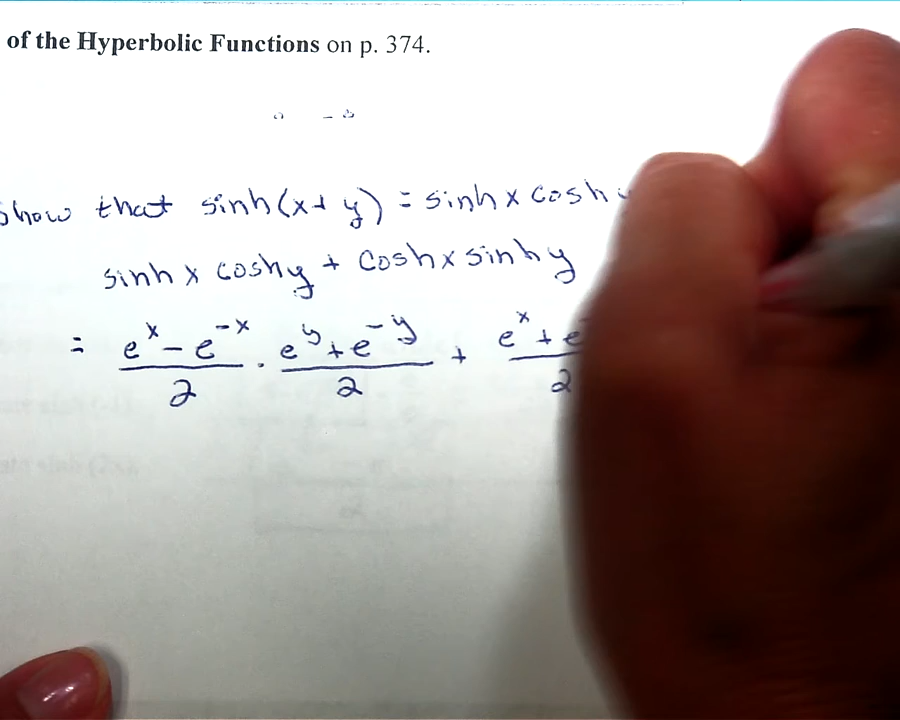 of the Hyperbolic Functions on p. 374.
show that sinh(x+y) = sinh x cosh y
sinh x cosh y + cosh x sinh y
= e^x - e^-x / 2 · e^y + e^-y / 2 + e^x + e / 2